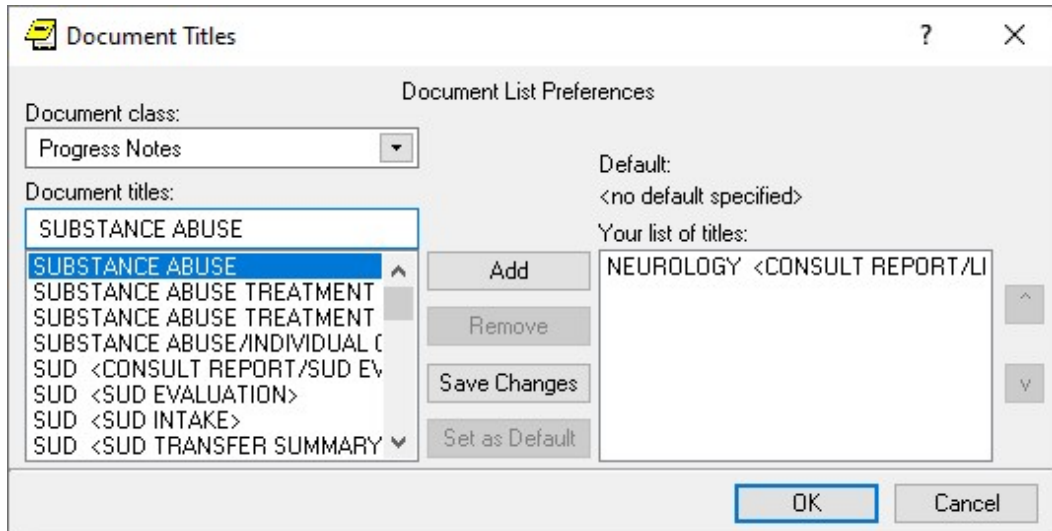 Document Titles
?
Document List Preferences
Document class:
Progress Notes
Document titles:
SUBSTANCE ABUSE
SUBSTANCE ABUSE
SUBSTANCE ABUSE TREATMENT
SUBSTANCE ABUSE TREATMENT
SUBSTANCE ABUSE/INDIVIDUAL
SUD <CONSULT REPORT/SUD EV
SUD <SUD EVALUATION>
SUD <SUD INTAKE>
SUD <SUD TRANSFER SUMMARY
Add
Remove
Save Changes
Set as Default
Default:
<no default specified>
Your list of titles:
NEUROLOGY <CONSULT REPORT/LI
OK
Cancel